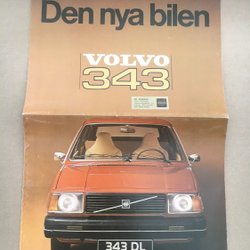 Den nya bilen
VOLVO
343
343 DL